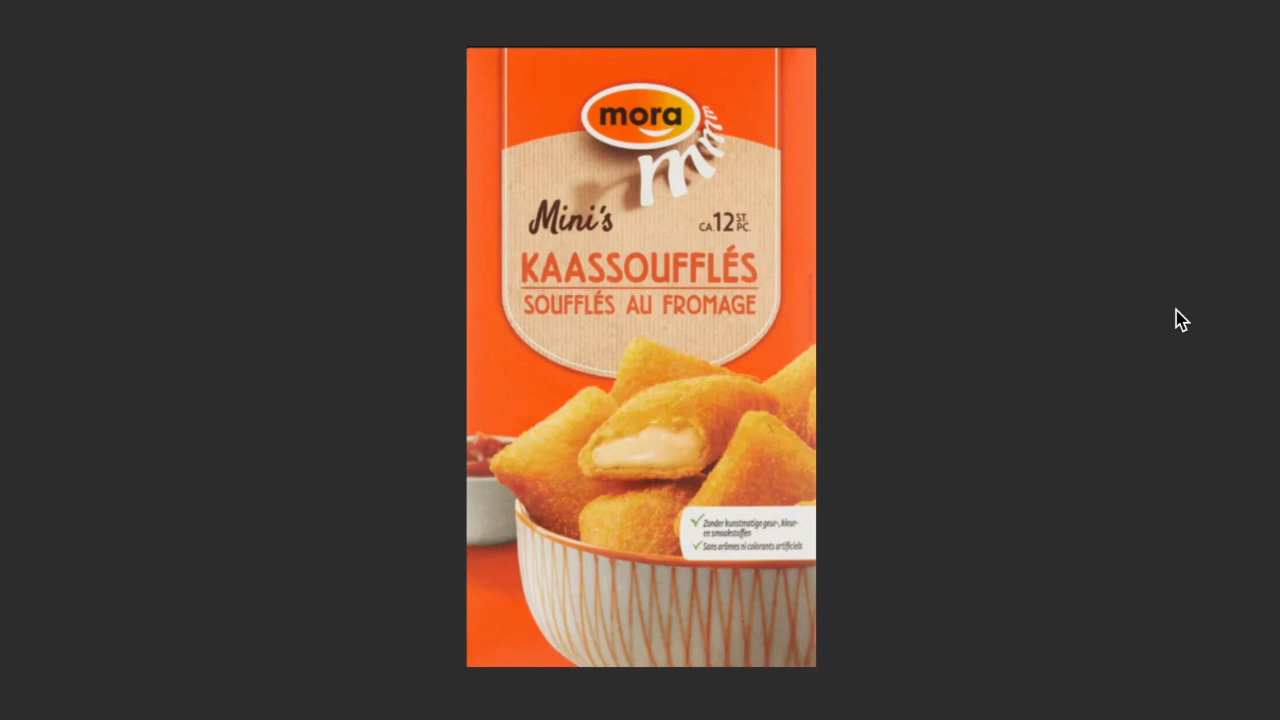 mora
mmmm
Mini's
CA. 12 ST. PC.
KAASSOUFFLÉS
SOUFFLÉS AU FROMAGE
Zonder kunstmatige geur-, kleur-
en smaakstoffen
Sans arômes ni colorants artificiels